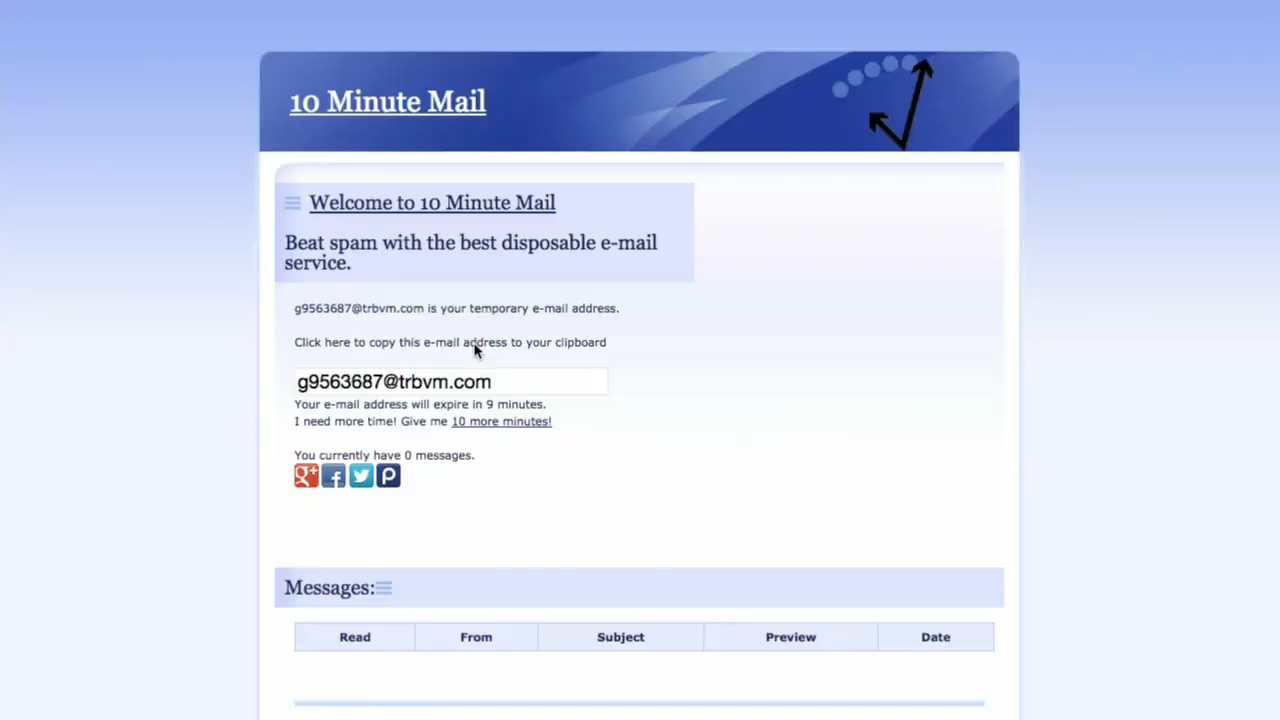 10 Minute Mail
Welcome to 10 Minute Mail
Beat spam with the best disposable e-mail
service.
g9563687@trbvm.com is your temporary e-mail address.
Click here to copy this e-mail address to your clipboard
g9563687@trbvm.com
Your e-mail address will expire in 9 minutes.
I need more time! Give me 10 more minutes!
You currently have 0 messages.
Messages:
Read From Subject Preview Date